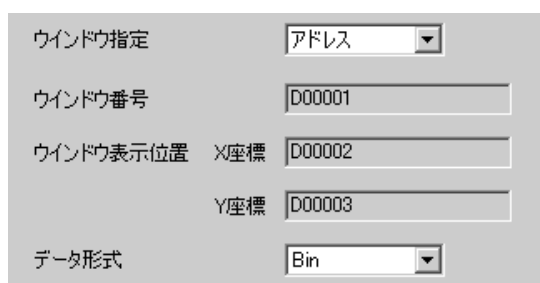 ウインドウ指定 アドレス
ウインドウ番号 D00001
ウインドウ表示位置 X座標 D00002
Y座標 D00003
データ形式 Bin